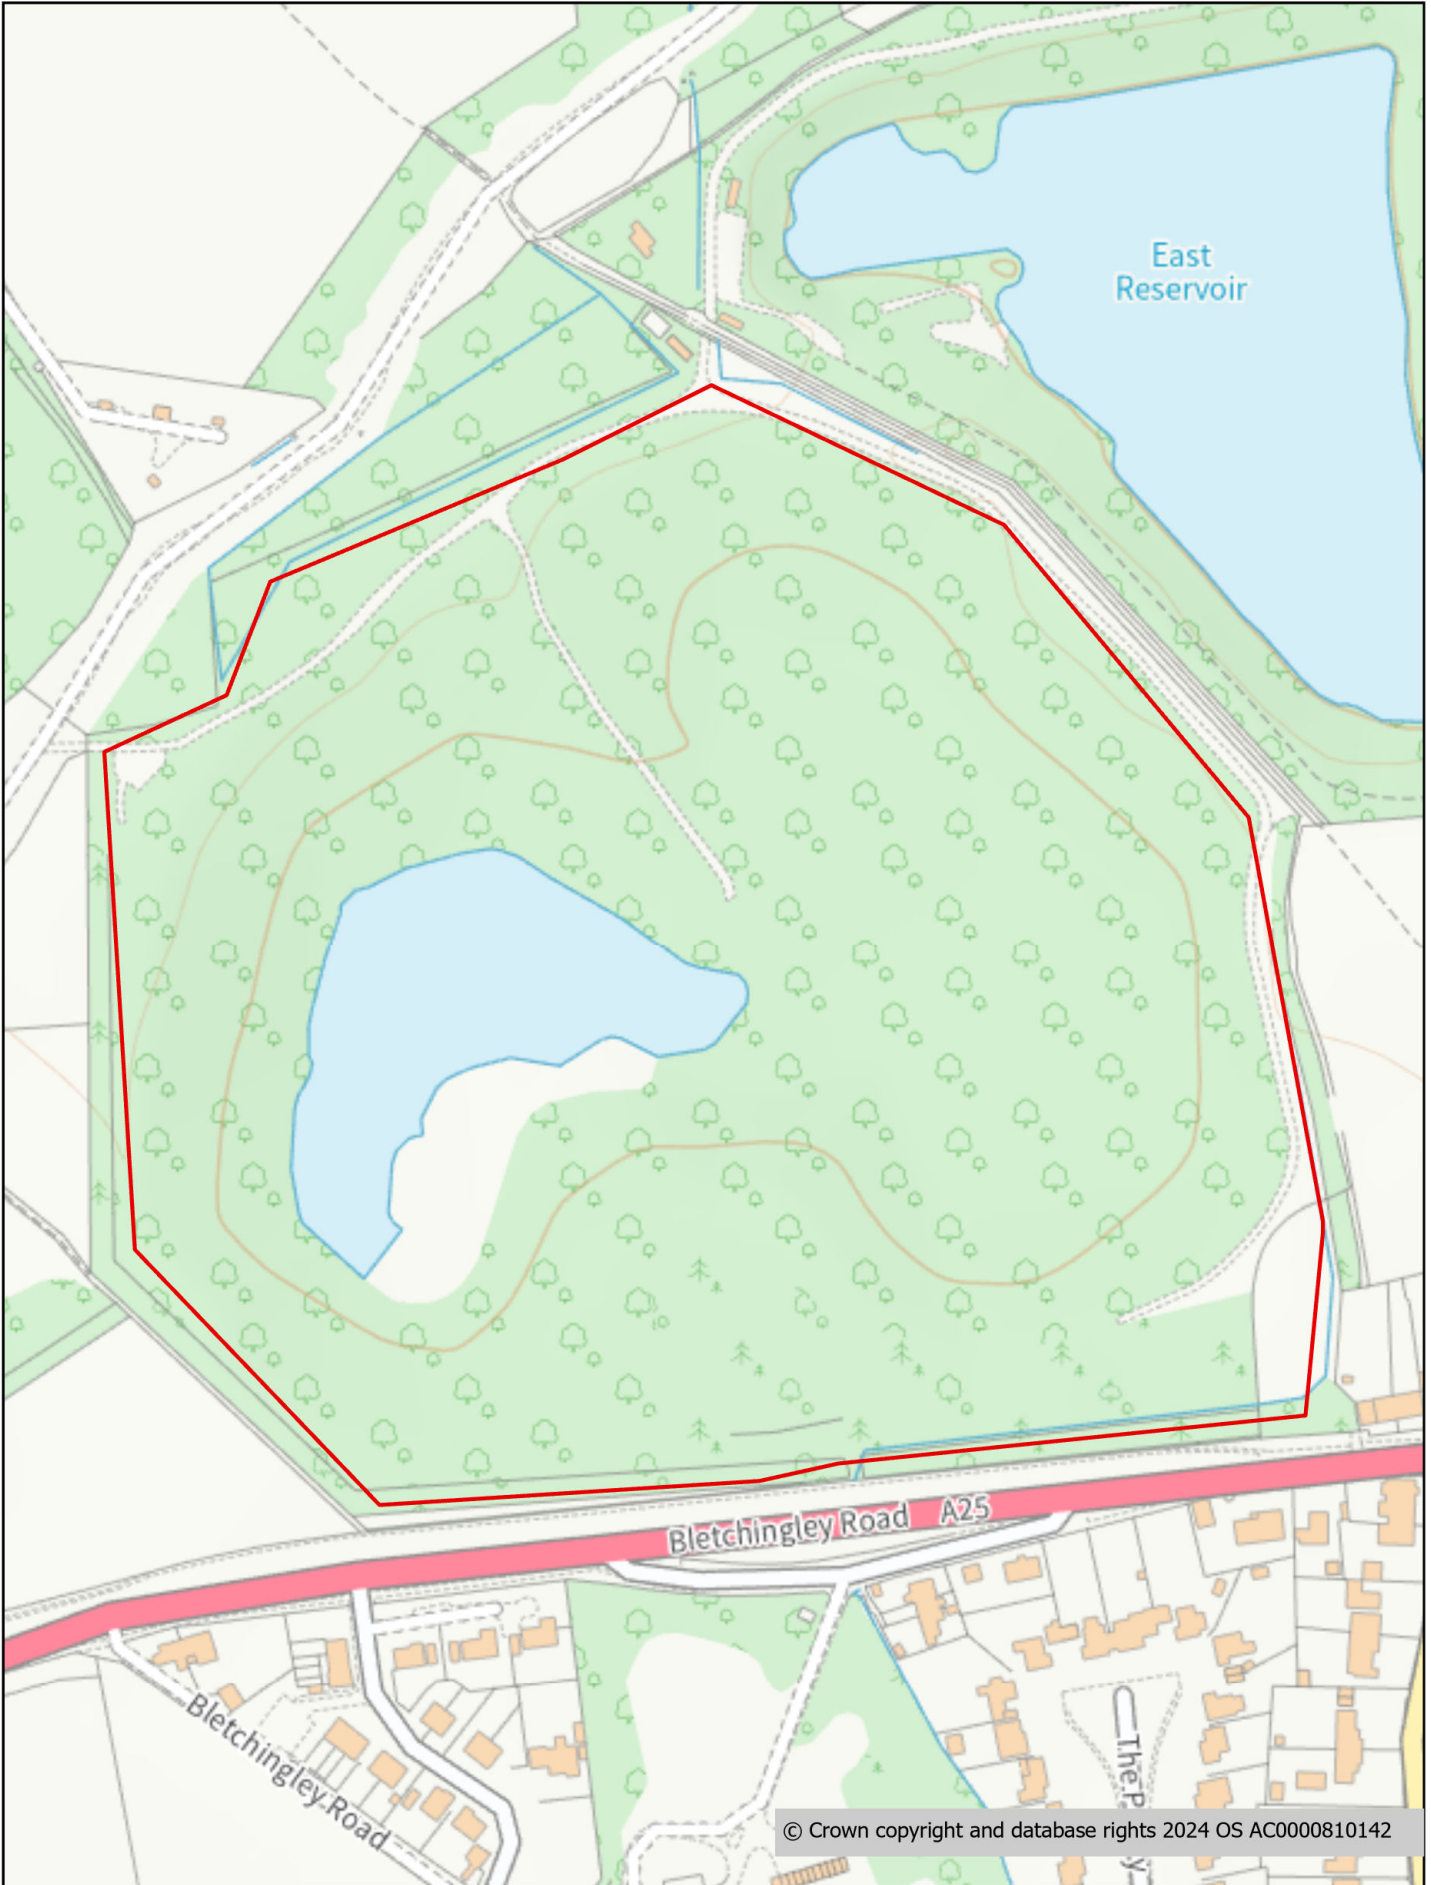 East
Reservoir
Bletchingley Road A25
Bletchingley Road
© Crown copyright and database rights 2024 OS AC0000810142